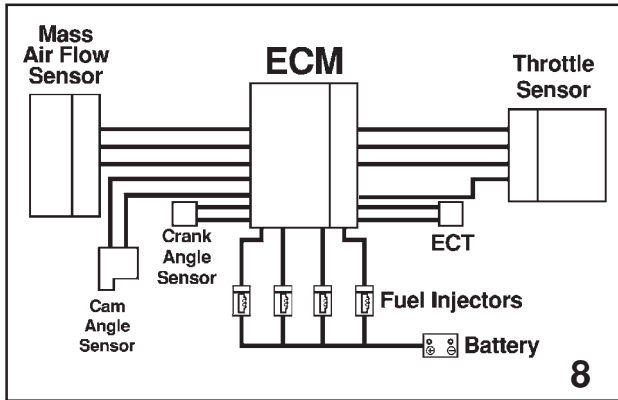 Mass
Air Flow
Sensor
ECM
Throttle
Sensor
Crank
Angle
Sensor
ECT
Cam
Angle
Sensor
Fuel Injectors
Battery
8